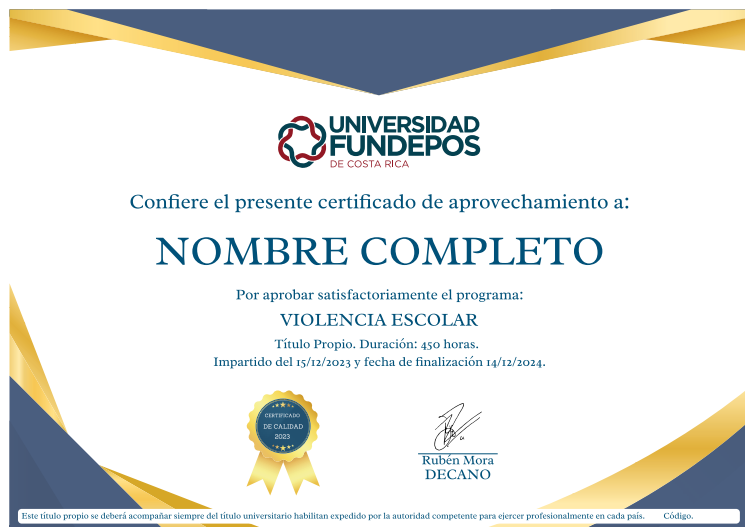 UNIVERSIDAD
FUNDEPOS
DE COSTA RICA
Confiere el presente certificado de aprovechamiento a:
NOMBRE COMPLETO
Por aprobar satisfactoriamente el programa:
VIOLENCIA ESCOLAR
Título Propio. Duración: 450 horas.
Impartido del 15/12/2023 y fecha de finalización 14/12/2024.
CERTIFICADO
DE CALIDAD
2023
Rubén Mora
DECANO
Este título propio se deberá acompañar siempre del título universitario habilitan expedido por la autoridad competente para ejercer profesionalmente en cada país. Código.